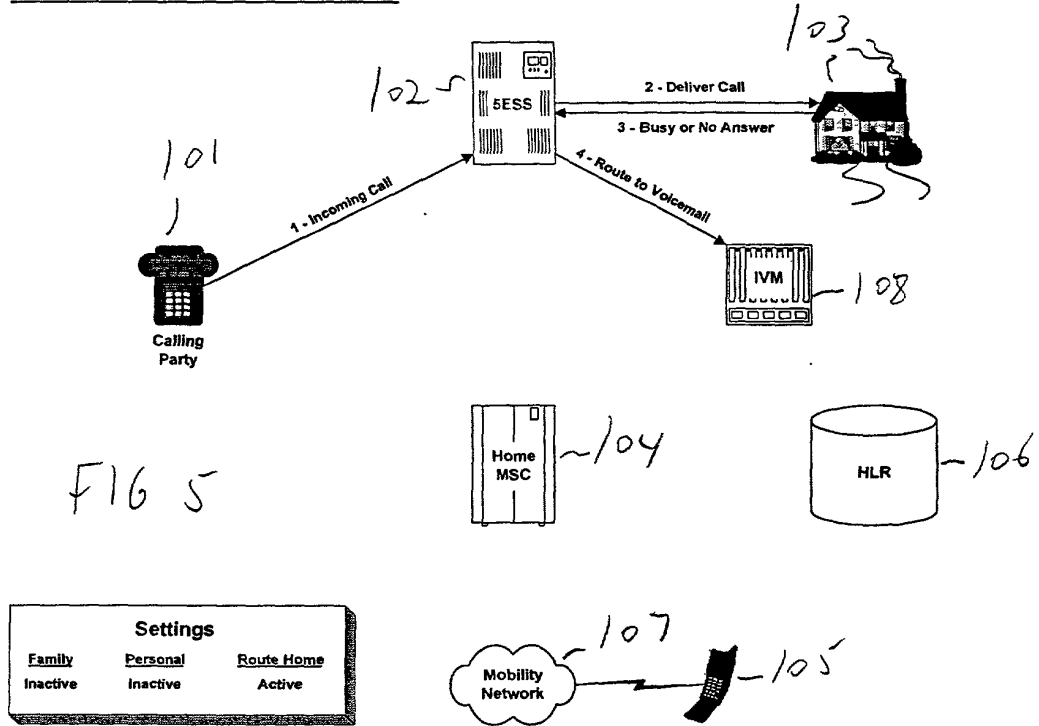 103
102
5ESS
2 - Deliver Call
3 - Busy or No Answer
101
1 - Incoming Call
4 - Route to Voicemail
IVM
108
Calling
Party
Home
MSC
104
HLR
106
FIG 5
Settings
Family Personal Route Home
Inactive Inactive Active
107
Mobility
Network
105